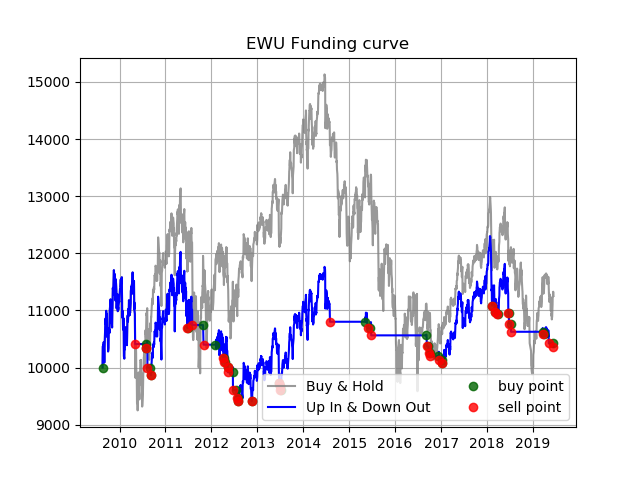 EWU Funding curve
15000
14000
13000
12000
11000
10000
9000
Buy & Hold
Up In & Down Out
buy point
sell point
2010 2011 2012 2013 2014 2015 2016 2017 2018 2019